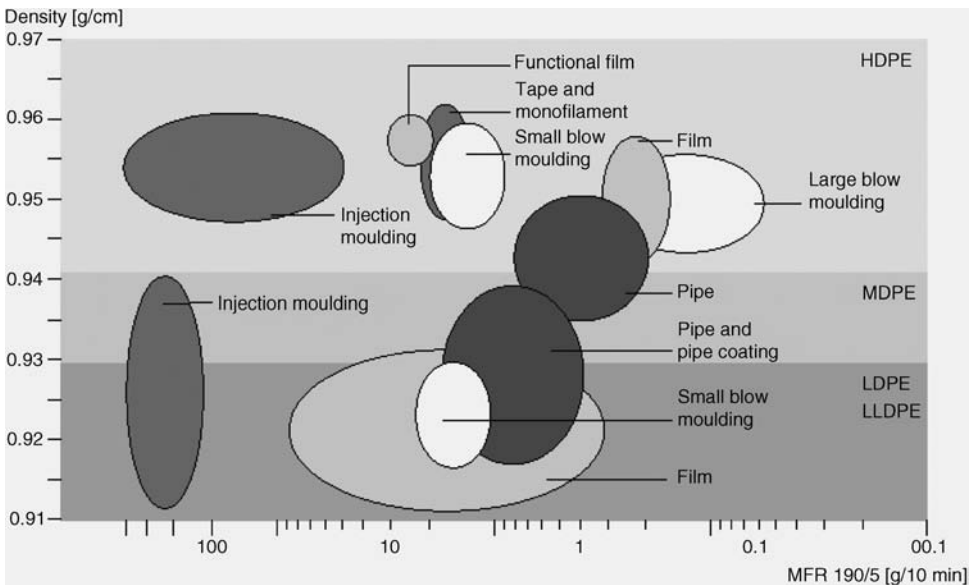 Density [g/cm]
0.97
0.96
0.95
0.94
0.93
0.92
0.91
HDPE
Functional film
Tape and
monofilament
Small blow
moulding
Film
Large blow
moulding
Injection
moulding
Injection moulding
Pipe
MDPE
Pipe and
pipe coating
LDPE
LLDPE
Small blow
moulding
Film
100
10
1
0.1
00.1
MFR 190/5 [g/10 min]